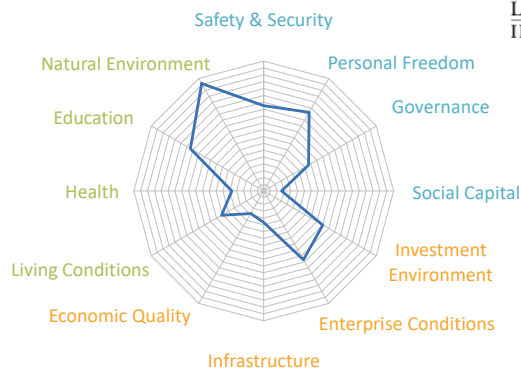 Safety & Security
Natural Environment
Personal Freedom
Education
Governance
Health
Social Capital
Living Conditions
Investment
Environment
Economic Quality
Enterprise Conditions
Infrastructure